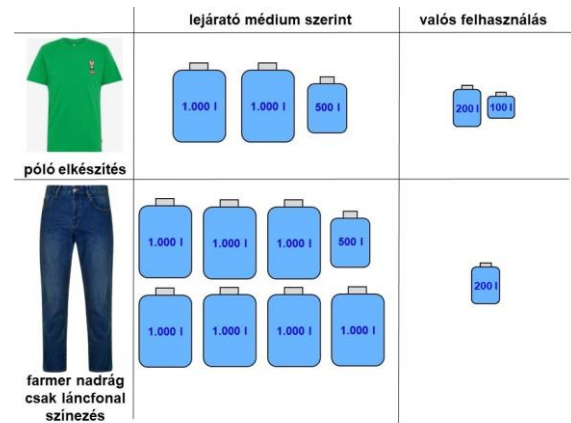 lejárató médium szerint
valós felhasználás
1.000 l
1.000 l
500 l
200 l
100 l
póló elkészítés
1.000 l
1.000 l
1.000 l
500 l
200 l
1.000 l
1.000 l
1.000 l
1.000 l
farmer nadrág
csak láncfonal
színezés